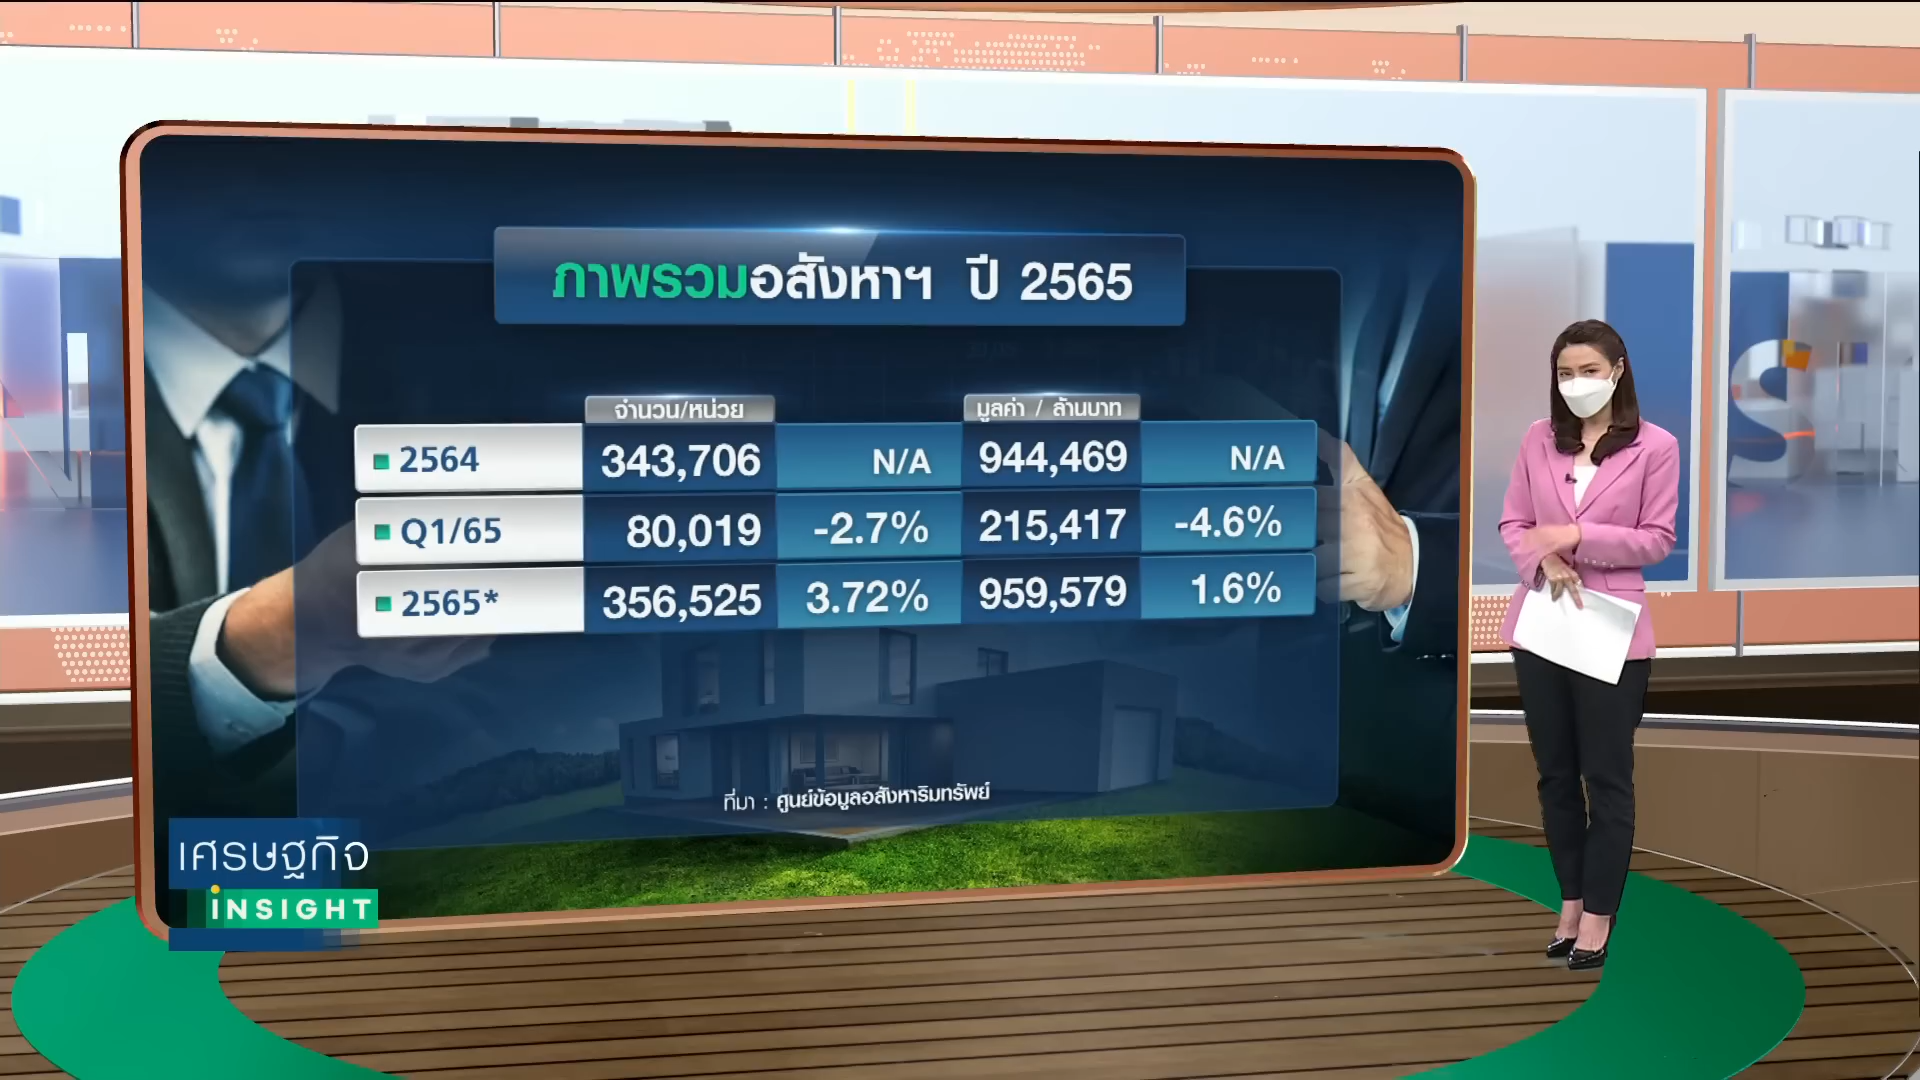 ภาพรวมอสังหาฯ ปี 2565
จำนวน/หน่วย มูลค่า / ล้านบาท
2564 343,706 N/A 944,469 N/A
Q1/65 80,019 -2.7% 215,417 -4.6%
2565* 356,525 3.72% 959,579 1.6%
ที่มา : ศูนย์ข้อมูลอสังหาริมทรัพย์
เศรษฐกิจ
INSIGHT